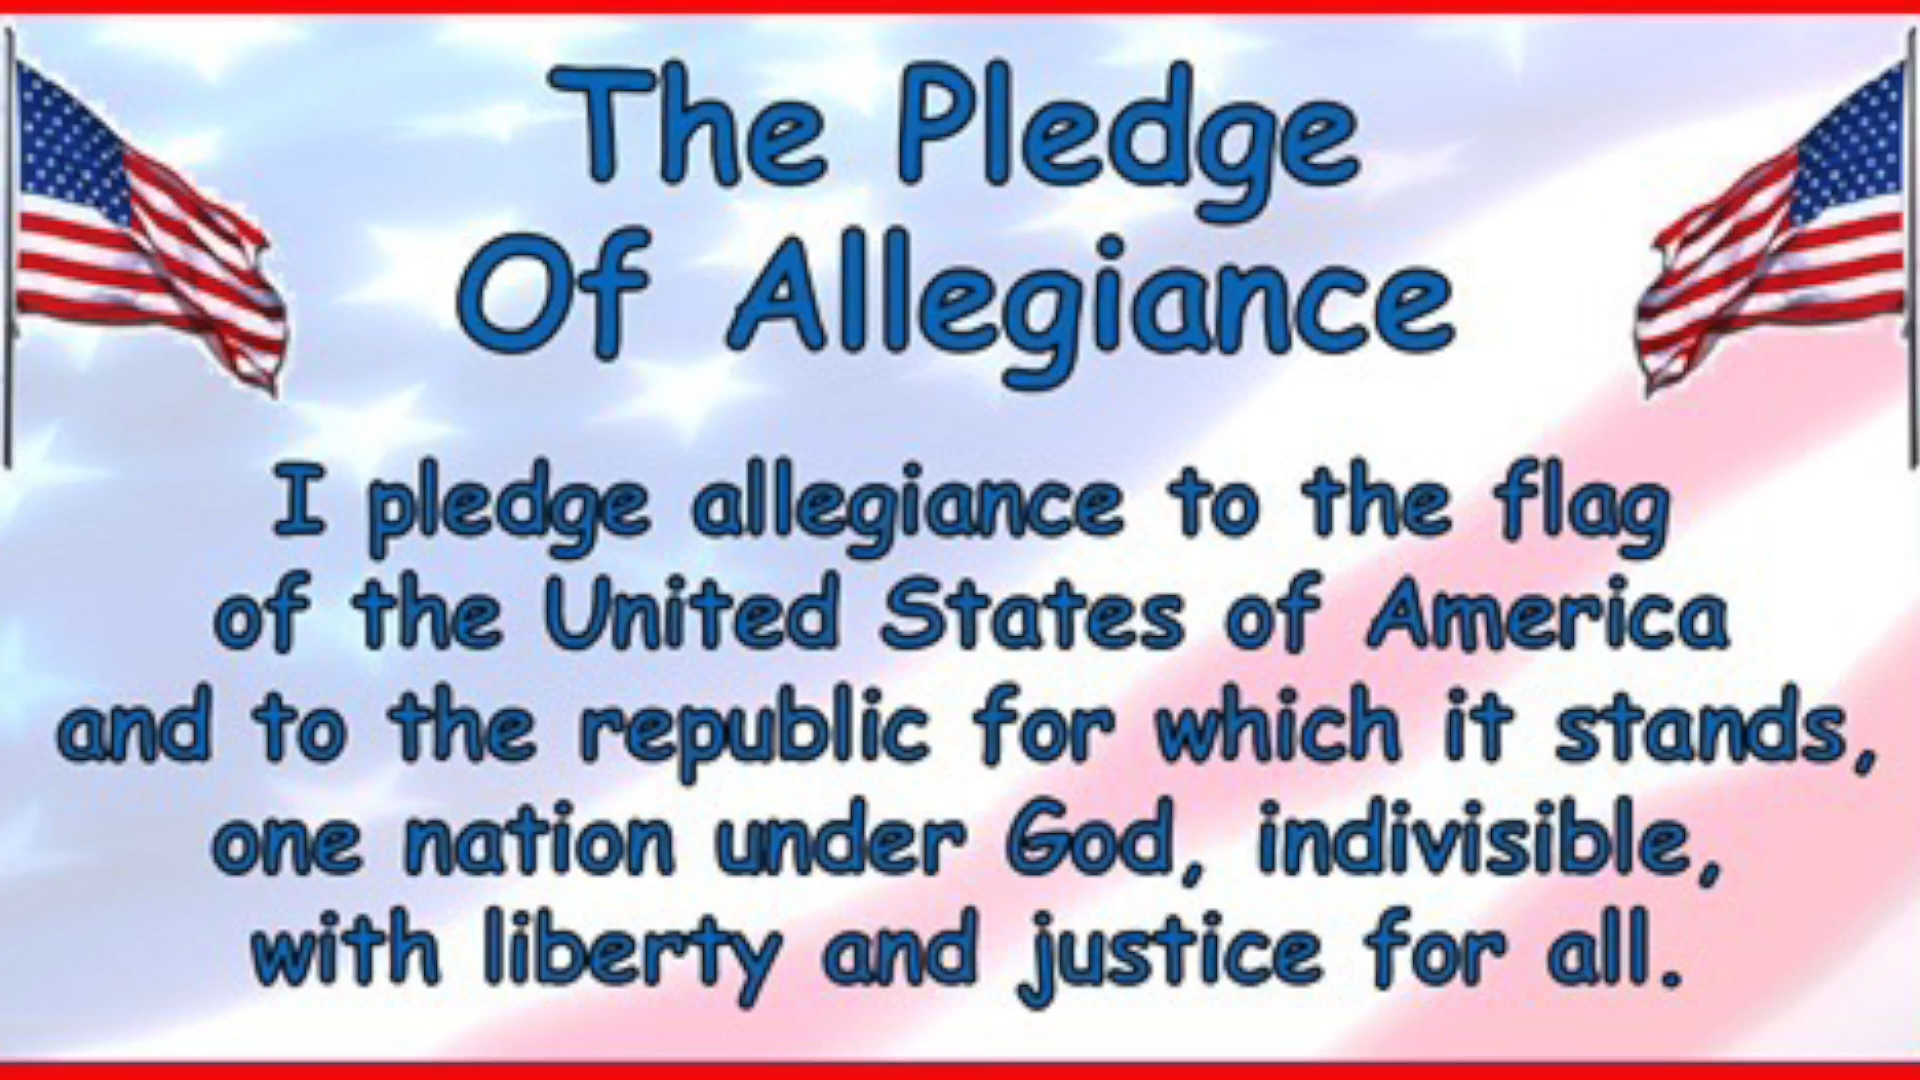 The Pledge
Of Allegiance
I pledge allegiance to the flag
of the United States of America
and to the republic for which it stands,
one nation under God, indivisible,
with liberty and justice for all.